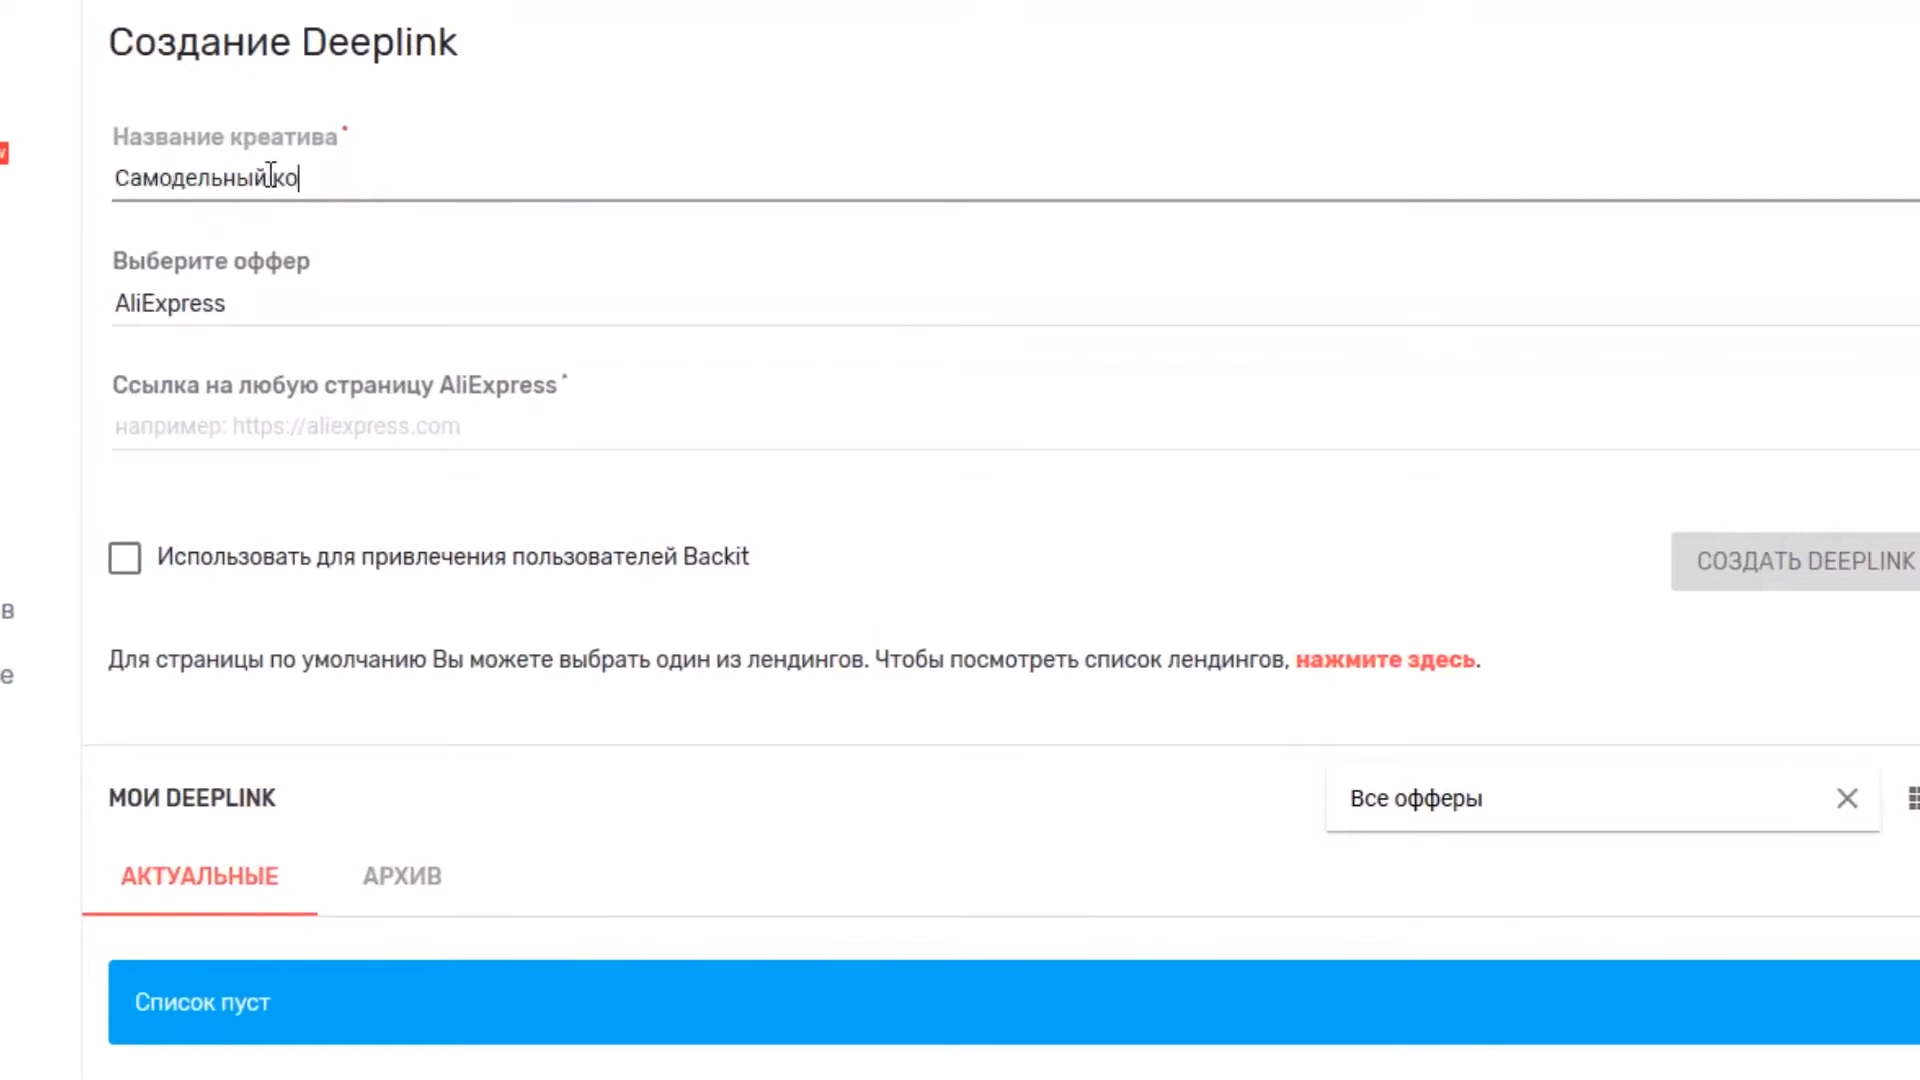 Создание Deeplink
Название креатива*
Самодельный ко
Выберите оффер
AliExpress
Ссылка на любую страницу AliExpress*
например: https://aliexpress.com
Использовать для привлечения пользователей Backit
СОЗДАТЬ DEEPLINK
в
е
Для страницы по умолчанию Вы можете выбрать один из лендингов. Чтобы посмотреть список лендингов, нажмите здесь.
МОИ DEEPLINK
Все офферы
АКТУАЛЬНЫЕ АРХИВ
Список пуст